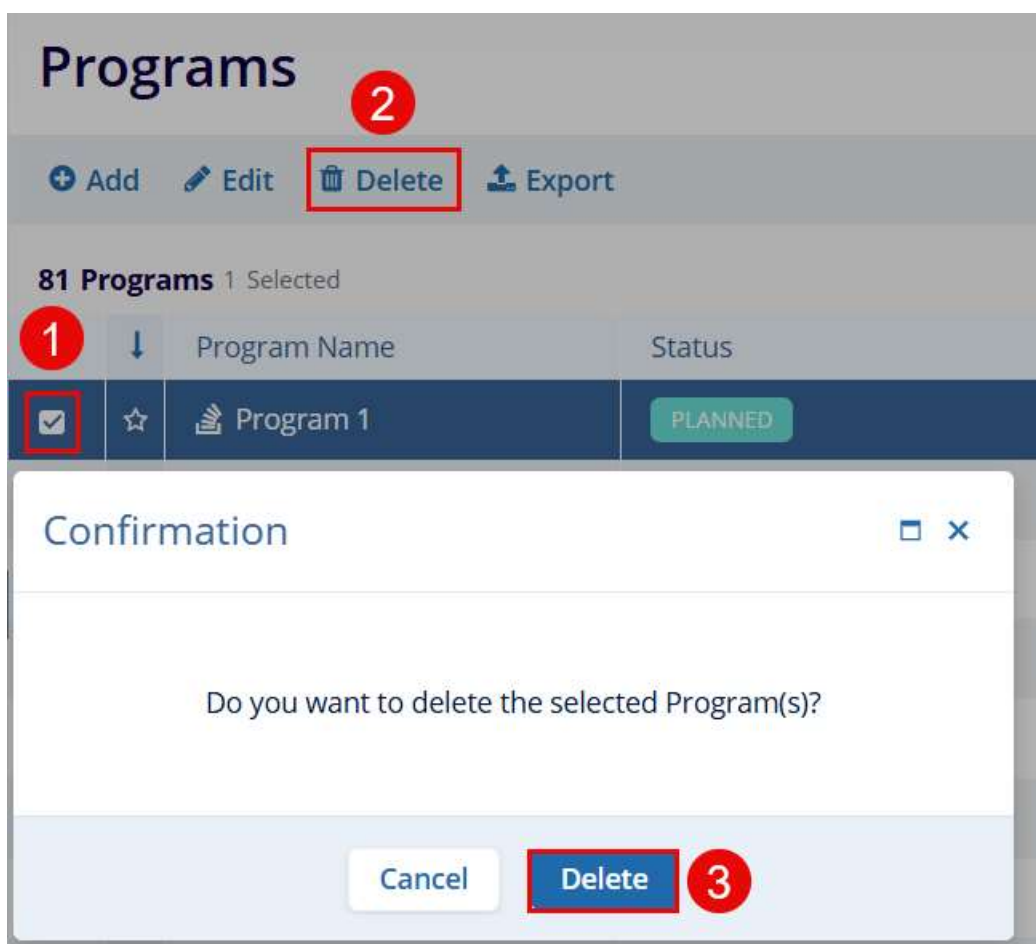 Programs
2
Add Edit Delete Export
81 Programs 1 Selected
1 Program Name Status
Program 1 PLANNED
Confirmation
Do you want to delete the selected Program(s)?
Cancel Delete 3